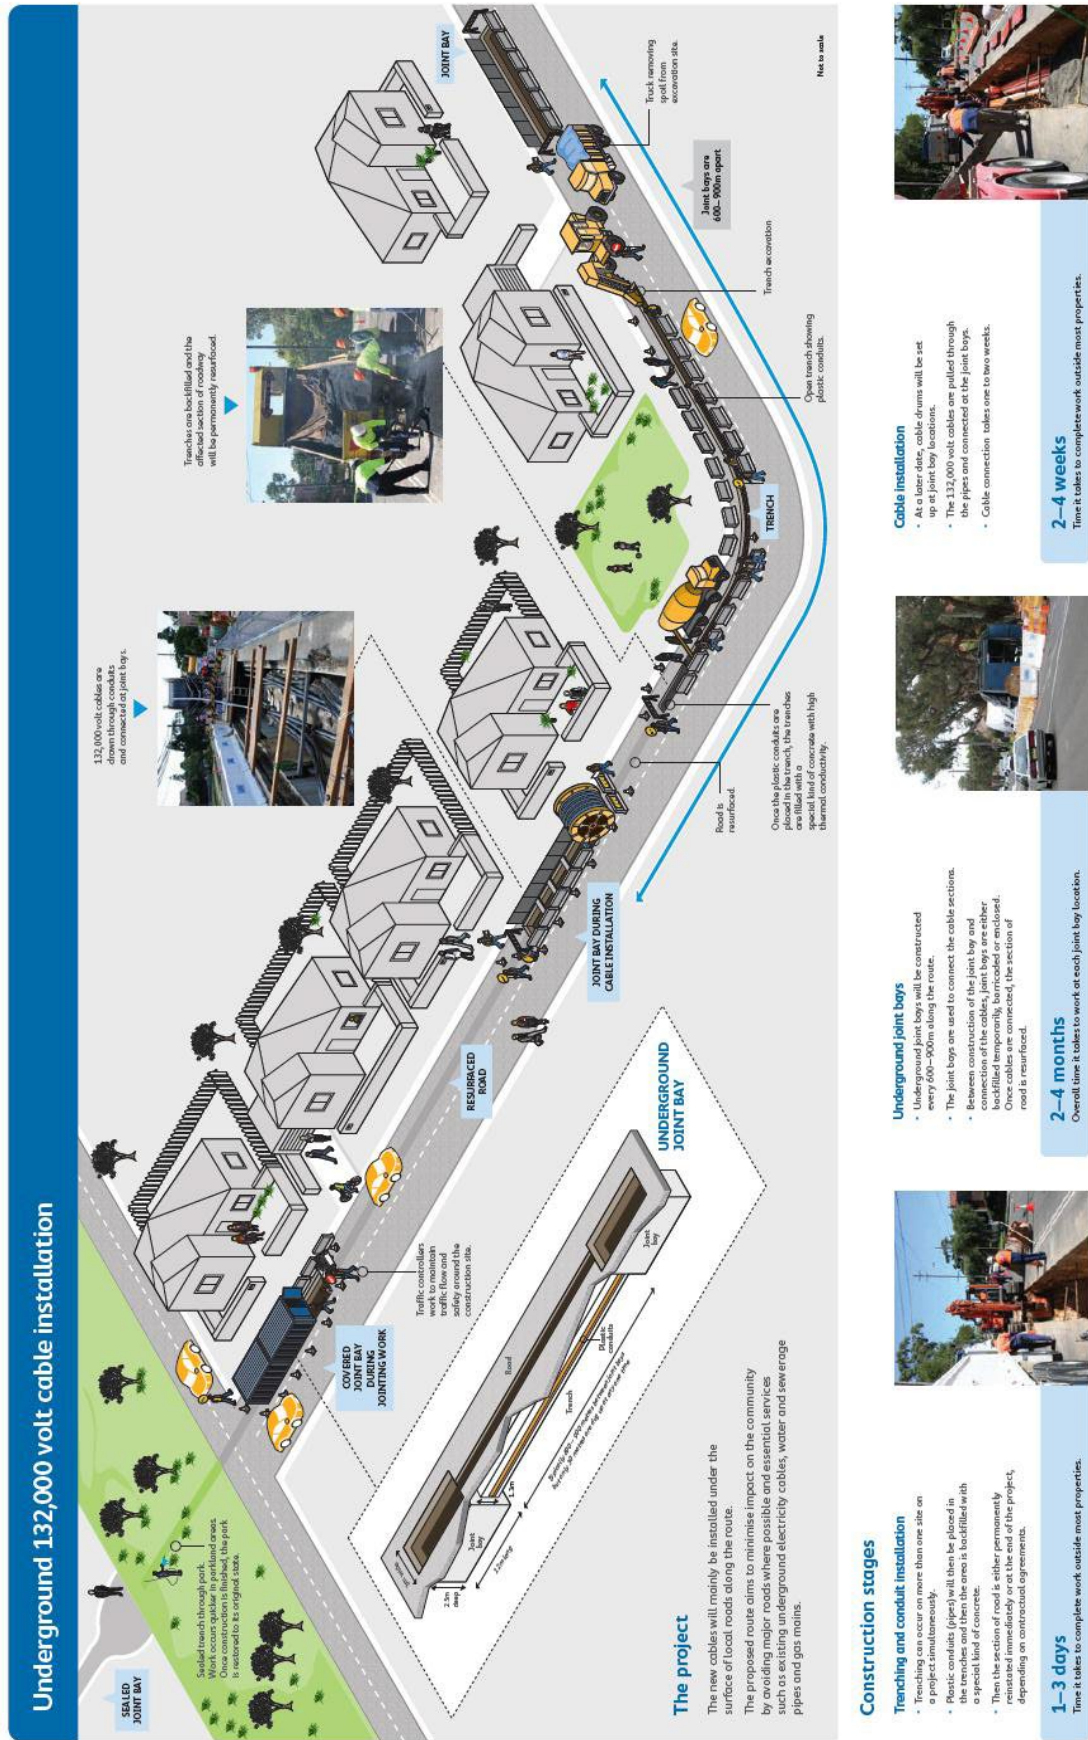 Underground 132,000 volt cable installation
SEALED
JOINT BAY
Sealed trench through park.
Work occurs quicker in parkland areas.
Once construction is finished, the park
is restored to its original state.
COVERED
JOINT BAY
DURING
JOINTING WORK
Traffic controllers
work to maintain
traffic flow and
safety around the
construction site.
RESURFACED
ROAD
132,000 volt cables are
drawn through conduits
and connected at joint bays.
JOINT BAY DURING
CABLE INSTALLATION
Trenches are backfilled and the
affected section of roadway
will be permanently resurfaced.
Road is
resurfaced.
Once the plastic conduits are
placed in the trench, the trenches
are filled with a
special kind of concrete with high
thermal conductivity.
TRENCH
Open trench showing
plastic conduits.
Trench excavation
Joint bays are
600–900m apart
Truck removing
spoil from
excavation site.
JOINT BAY
Not to scale
UNDERGROUND
JOINT BAY
2.5m
deep
Joint
bay
1.5m
Road
Trench
Plastic
conduits
Joint
bay
The project
The new cables will mainly be installed under the
surface of local roads along the route.
The proposed route aims to minimise impact on the community
by avoiding major roads where possible and essential services
such as existing underground electricity cables, water and sewerage
pipes and gas mains.
Construction stages
Trenching and conduit installation
• Trenching can occur on more than one site on
a project simultaneously.
• Plastic conduits (pipes) will then be placed in
the trenches and then the area is backfilled with
a special kind of concrete.
• Then the section of road is either permanently
reinstated immediately or at the end of the project,
depending on contractual agreements.
1–3 days
Time it takes to complete work outside most properties.
Underground joint bays
• Underground joint bays will be constructed
every 600–900m along the route.
• The joint bays are used to connect the cable sections.
• Between construction of the joint bay and
connection of the cables, joint bays are either
backfilled temporarily, barricaded or enclosed.
Once cables are connected, the section of
road is resurfaced.
2–4 months
Overall time it takes to work at each joint bay location.
Cable installation
• At a later date, cable drums will be set
up at joint bay locations.
• The 132,000 volt cables are pulled through
the pipes and connected at the joint bays.
• Cable connection takes one to two weeks.
2–4 weeks
Time it takes to complete work outside most properties.